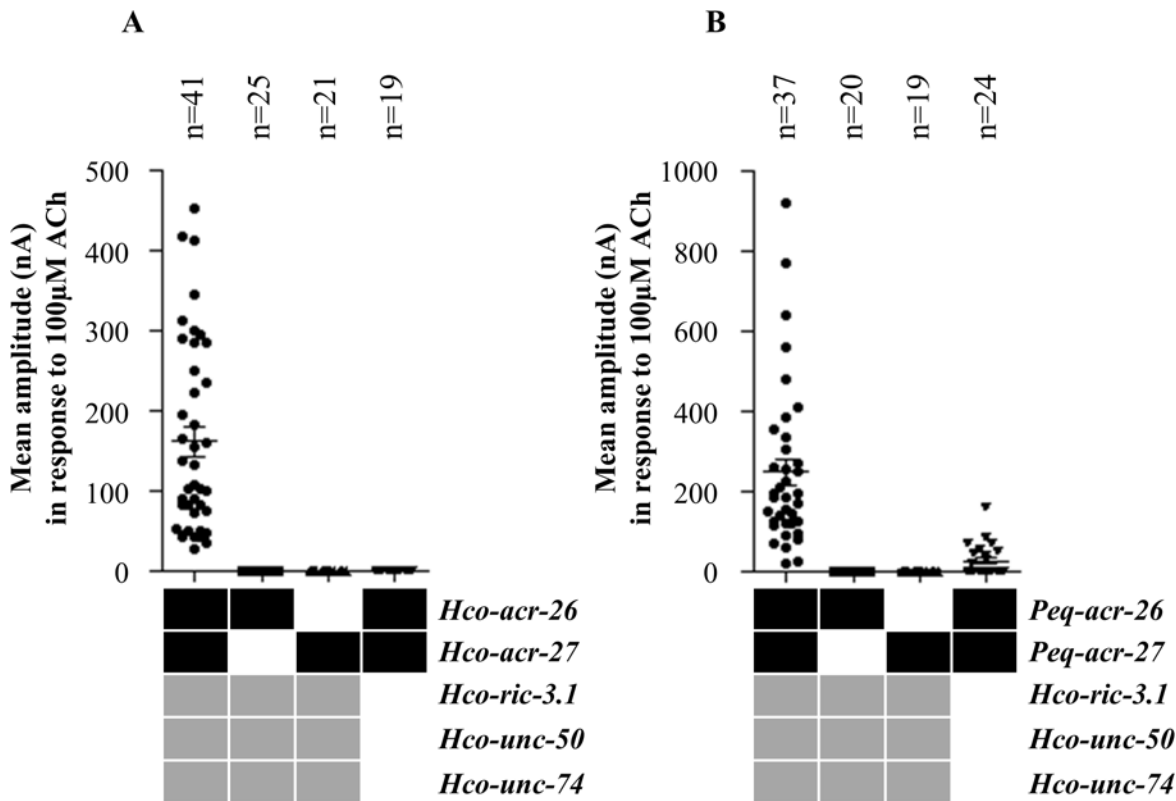 A
n=41
n=25
n=21
n=19
Mean amplitude (nA)
in response to 100µM ACh
500
400
300
200
100
0
Hco-acr-26
Hco-acr-27
Hco-ric-3.1
Hco-unc-50
Hco-unc-74
B
n=37
n=20
n=19
n=24
Mean amplitude (nA)
in response to 100µM ACh
1000
800
600
400
200
0
Peq-acr-26
Peq-acr-27
Hco-ric-3.1
Hco-unc-50
Hco-unc-74